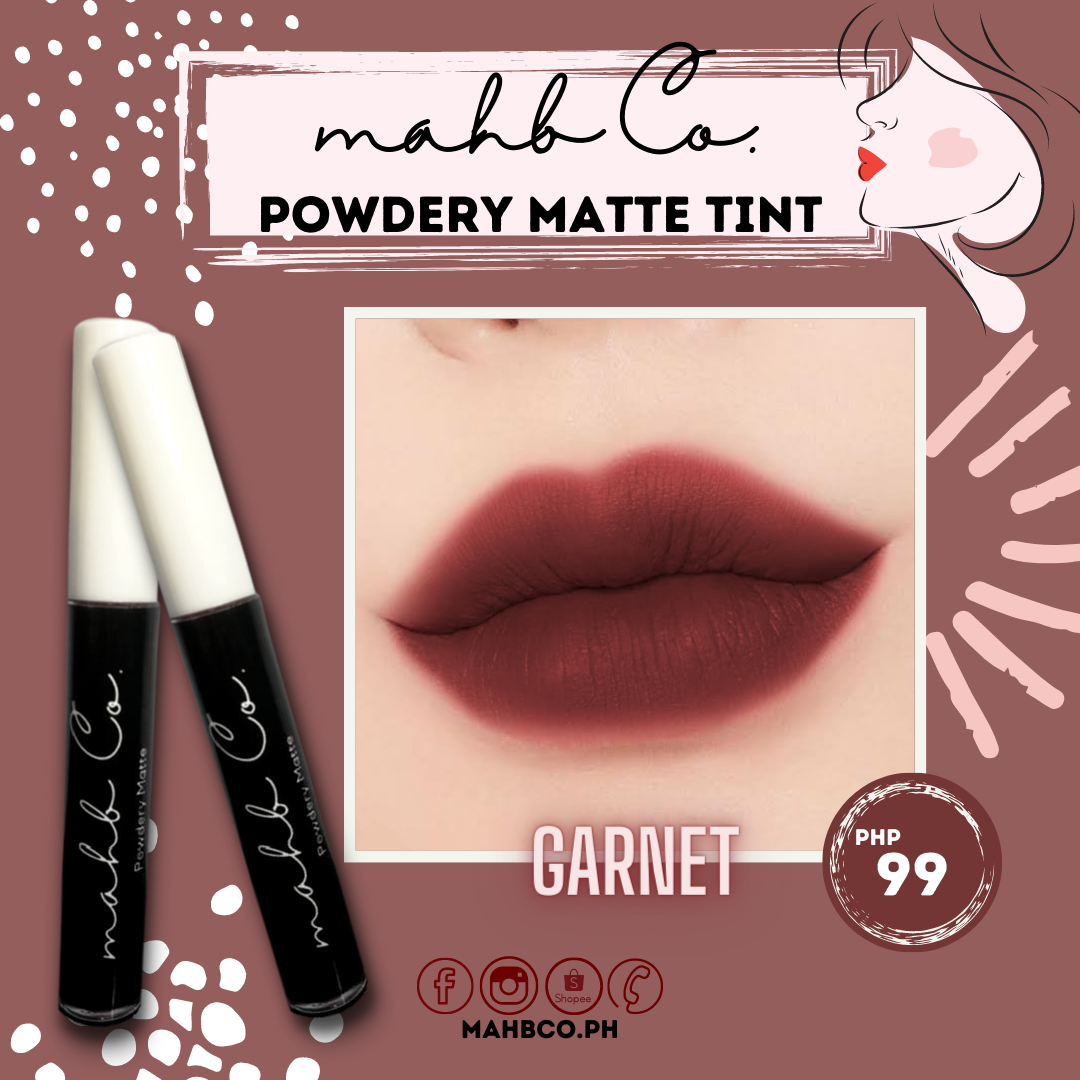 mahb Co.
POWDERY MATTE TINT
mahb Co.
Powdery Matte
mahb Co.
Powdery Matte
GARNET
PHP
99
Shopee
MAHBCO.PH